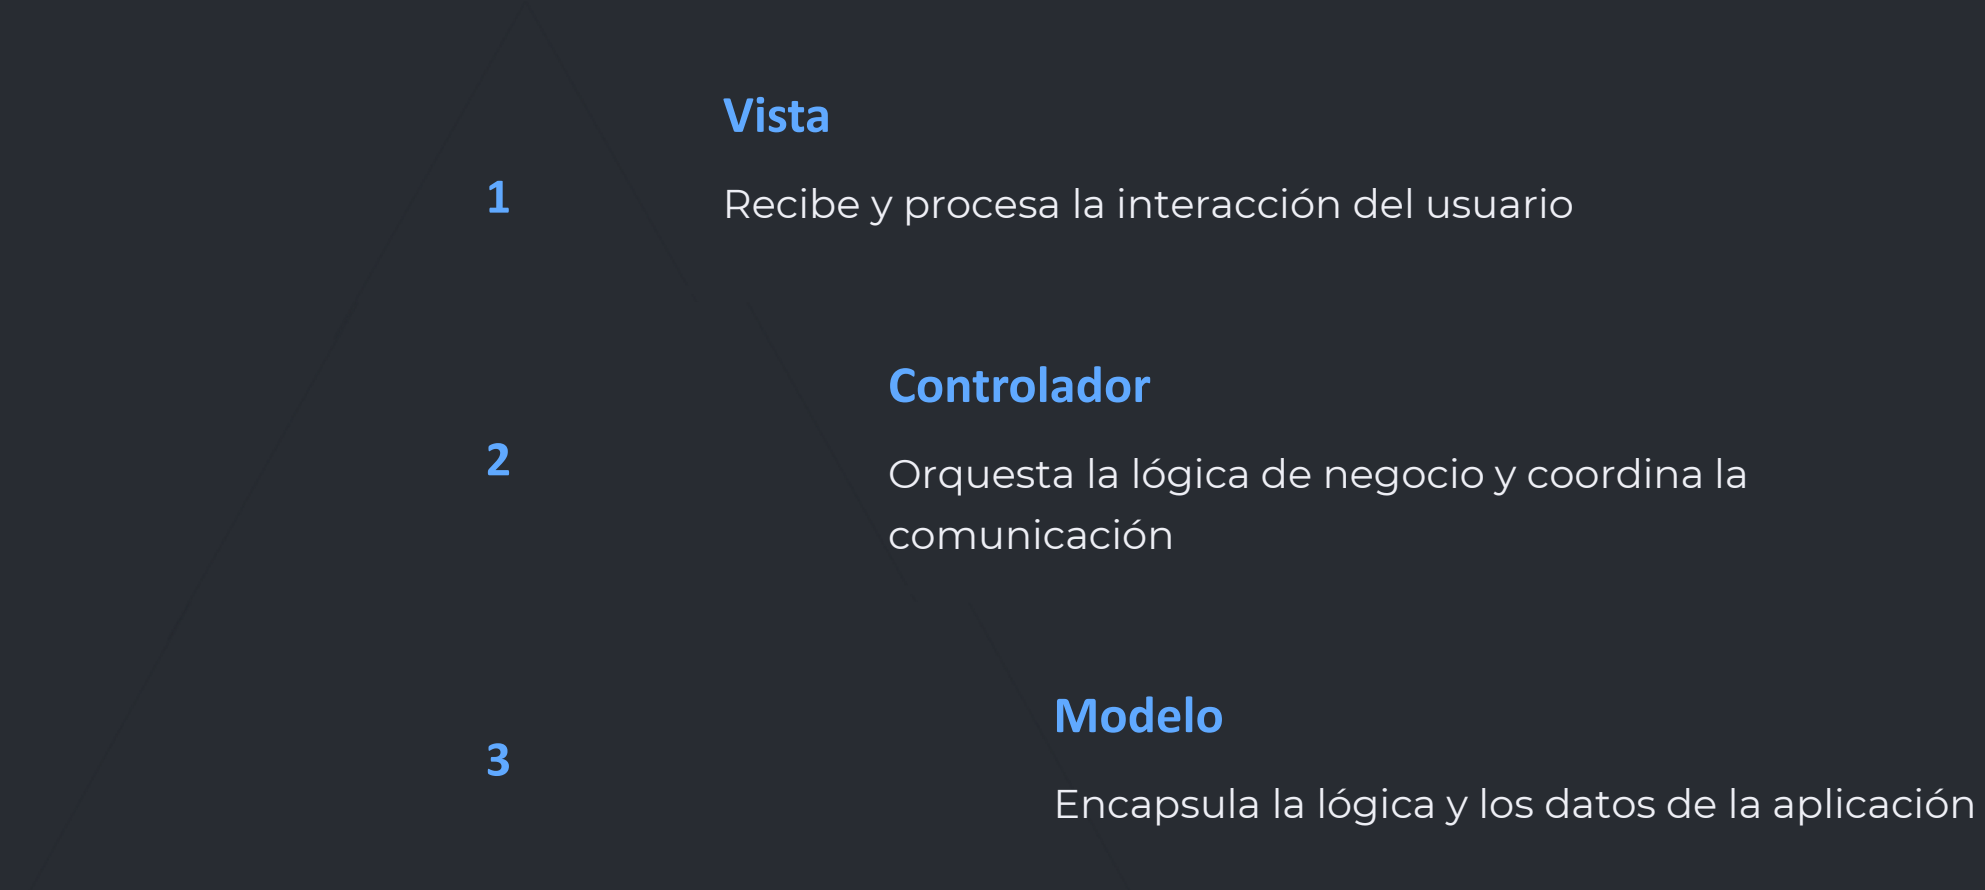 1
Vista
Recibe y procesa la interacción del usuario
2
Controlador
Orquesta la lógica de negocio y coordina la
comunicación
3
Modelo
Encapsula la lógica y los datos de la aplicación